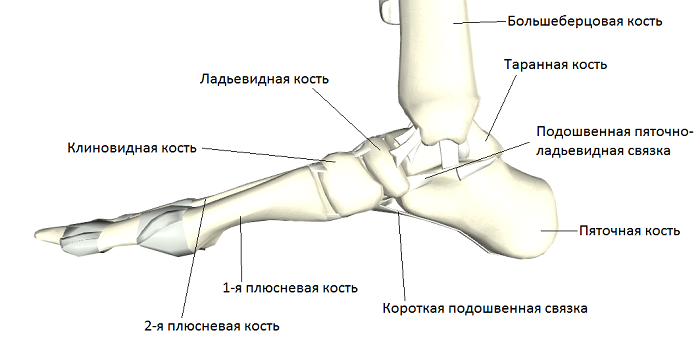 Большеберцовая кость
Таранная кость
Ладьевидная кость
Подошвенная пяточно-
ладьевидная связка
Клиновидная кость
Пяточная кость
1-я плюсневая кость
Короткая подошвенная связка
2-я плюсневая кость